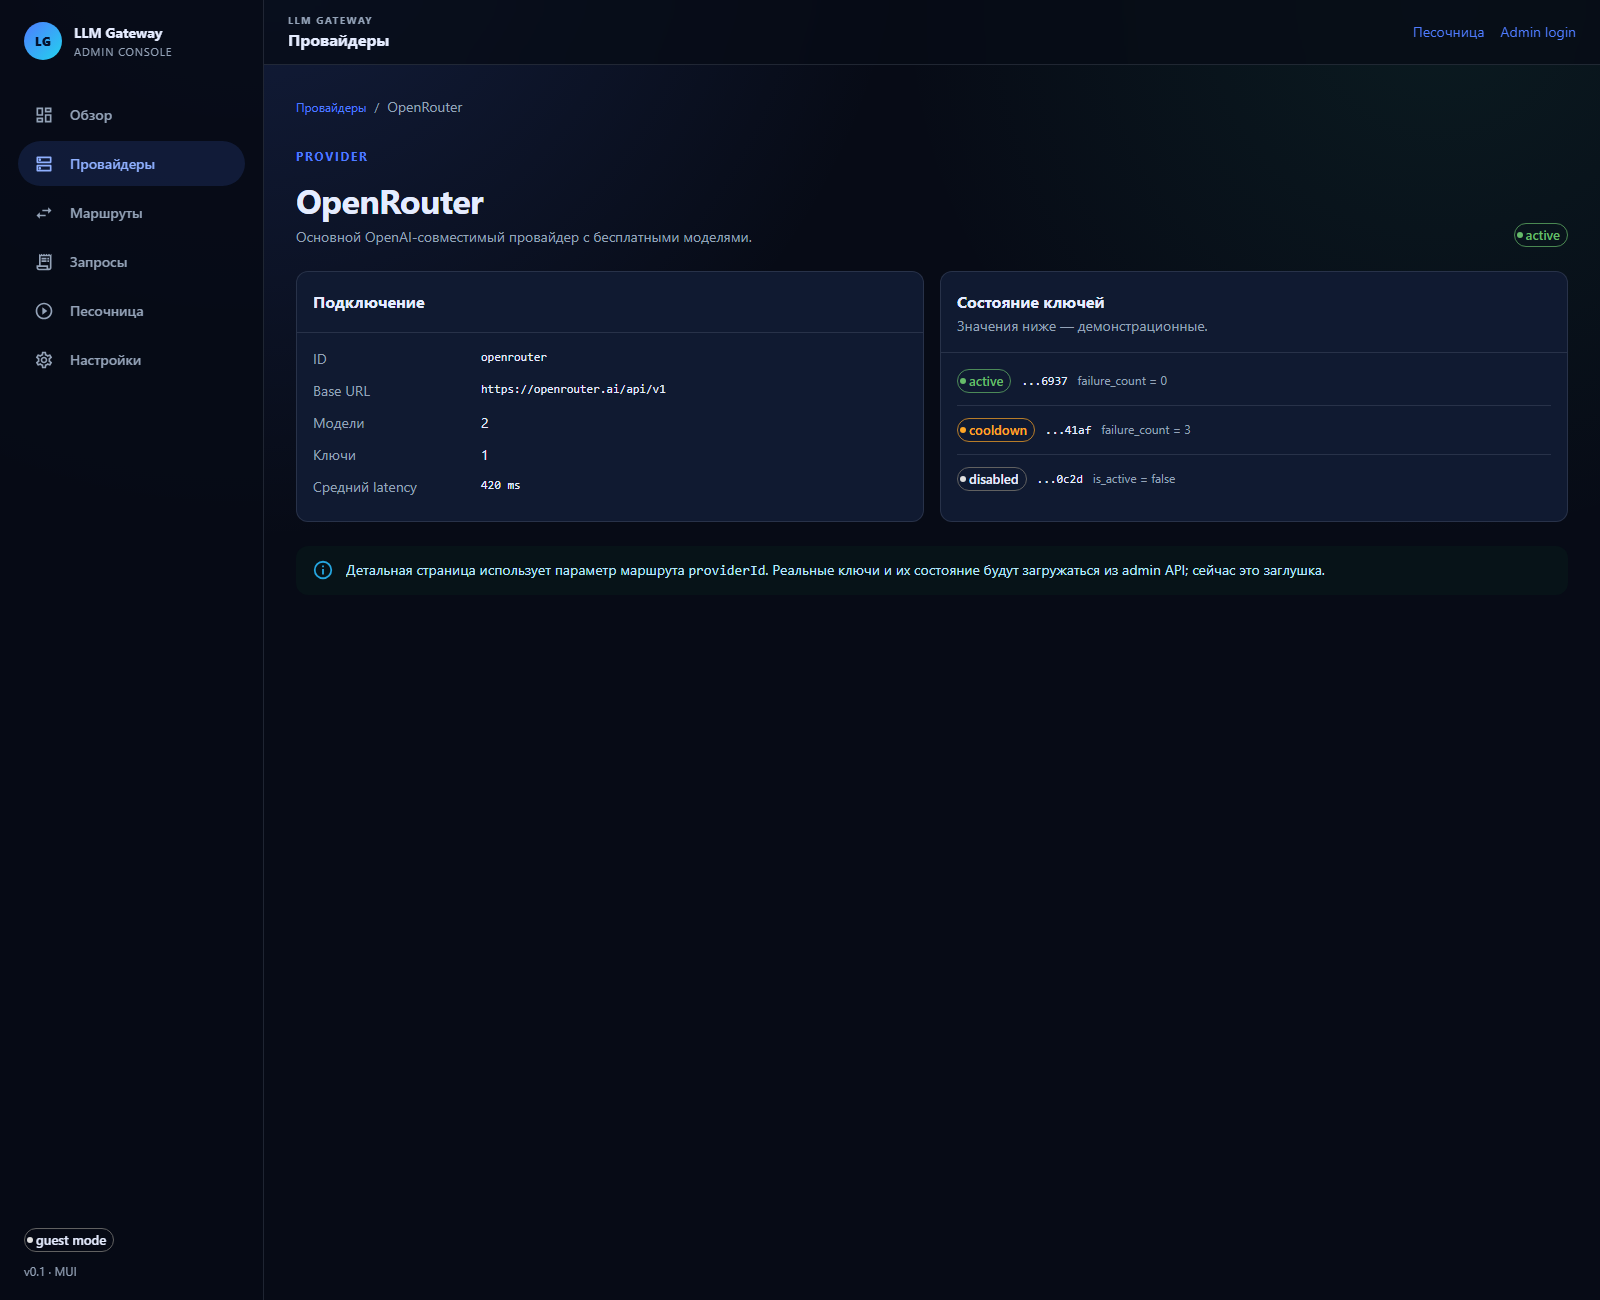 LG
LLM Gateway
ADMIN CONSOLE
Обзор
Провайдеры
Маршруты
Запросы
Песочница
Настройки
guest mode
v0.1 · MUI
LLM GATEWAY
Провайдеры
Песочница Admin login
Провайдеры / OpenRouter
PROVIDER
OpenRouter
Основной OpenAI-совместимый провайдер с бесплатными моделями.
active
Подключение
ID openrouter
Base URL https://openrouter.ai/api/v1
Модели 2
Ключи 1
Средний latency 420 ms
Состояние ключей
Значения ниже — демонстрационные.
active ...6937 failure_count = 0
cooldown ...41af failure_count = 3
disabled ...0c2d is_active = false
Детальная страница использует параметр маршрута providerId. Реальные ключи и их состояние будут загружаться из admin API; сейчас это заглушка.